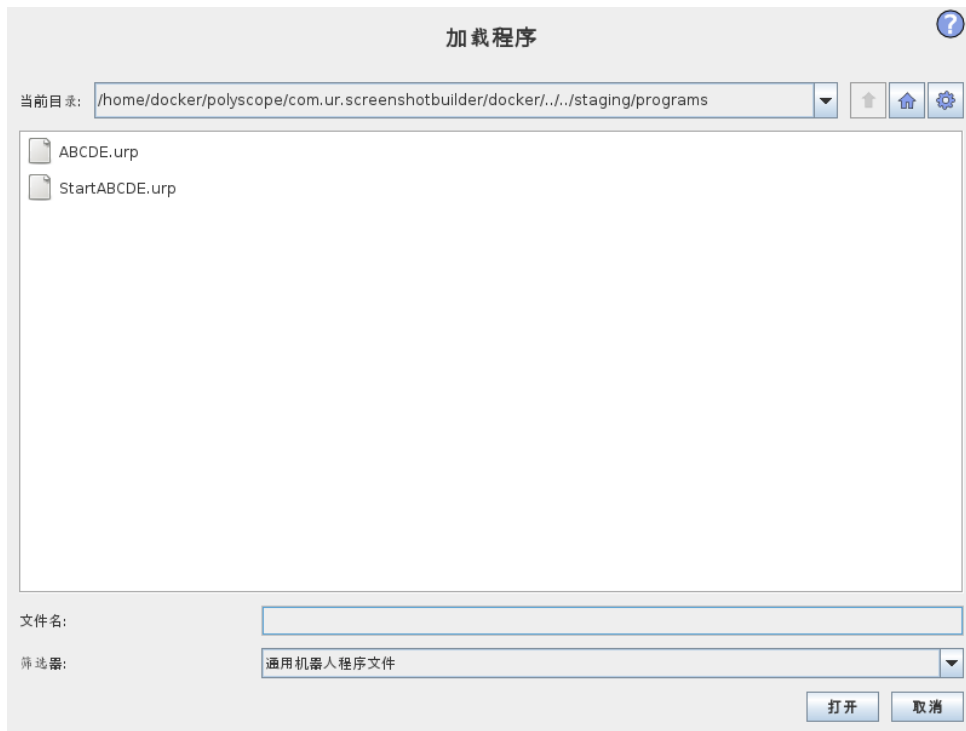 加载程序
?
当前目录: /home/docker/polyscope/com.ur.screenshotbuilder/docker/../../staging/programs
ABCDE.urp
StartABCDE.urp
文件名:
筛选器: 通用机器人程序文件
打开 取消